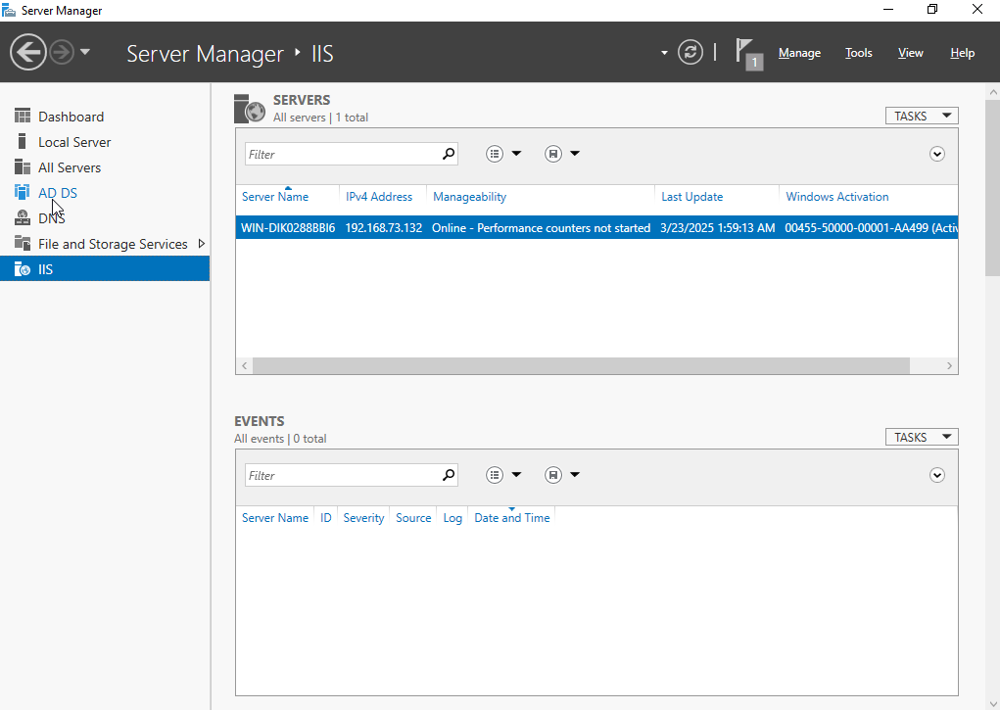 Server Manager
Server Manager ‣ IIS
1
Manage
Tools
View
Help
Dashboard
Local Server
All Servers
AD DS
DNS
File and Storage Services
IIS
SERVERS
All servers | 1 total
TASKS
Filter
Server Name IPv4 Address Manageability Last Update Windows Activation
WIN-DIK0288BBI6 192.168.73.132 Online - Performance counters not started 3/23/2025 1:59:13 AM 00455-50000-00001-AA499 (Activ
EVENTS
All events | 0 total
TASKS
Filter
Server Name ID Severity Source Log Date and Time